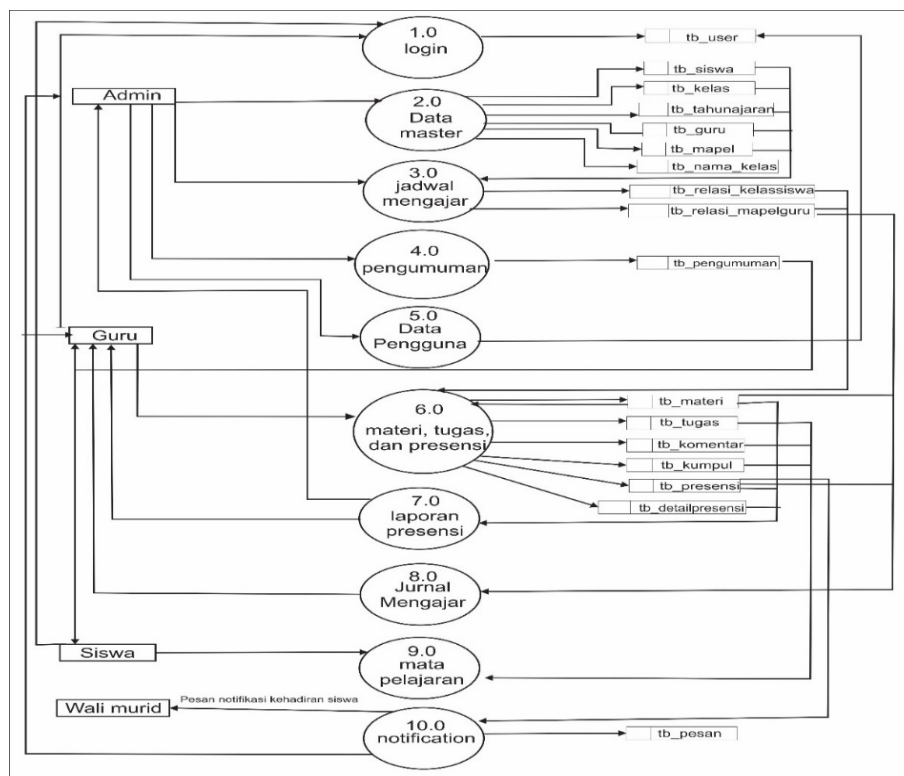 1.0
login
tb_user
tb_siswa
Admin
2.0
Data
master
tb_kelas
tb_tahunajaran
tb_guru
tb_mapel
tb_nama_kelas
3.0
jadwal
mengajar
tb_relasi_kelassiswa
tb_relasi_mapelguru
4.0
pengumuman
tb_pengumuman
5.0
Data
Pengguna
Guru
6.0
materi, tugas,
dan presensi
tb_materi
tb_tugas
tb_komentar
tb_kumpul
tb_presensi
tb_detailpresensi
7.0
laporan
presensi
8.0
Jurnal
Mengajar
Siswa
9.0
mata
pelajaran
Wali murid
Pesan notifikasi kehadiran siswa
10.0
notification
tb_pesan